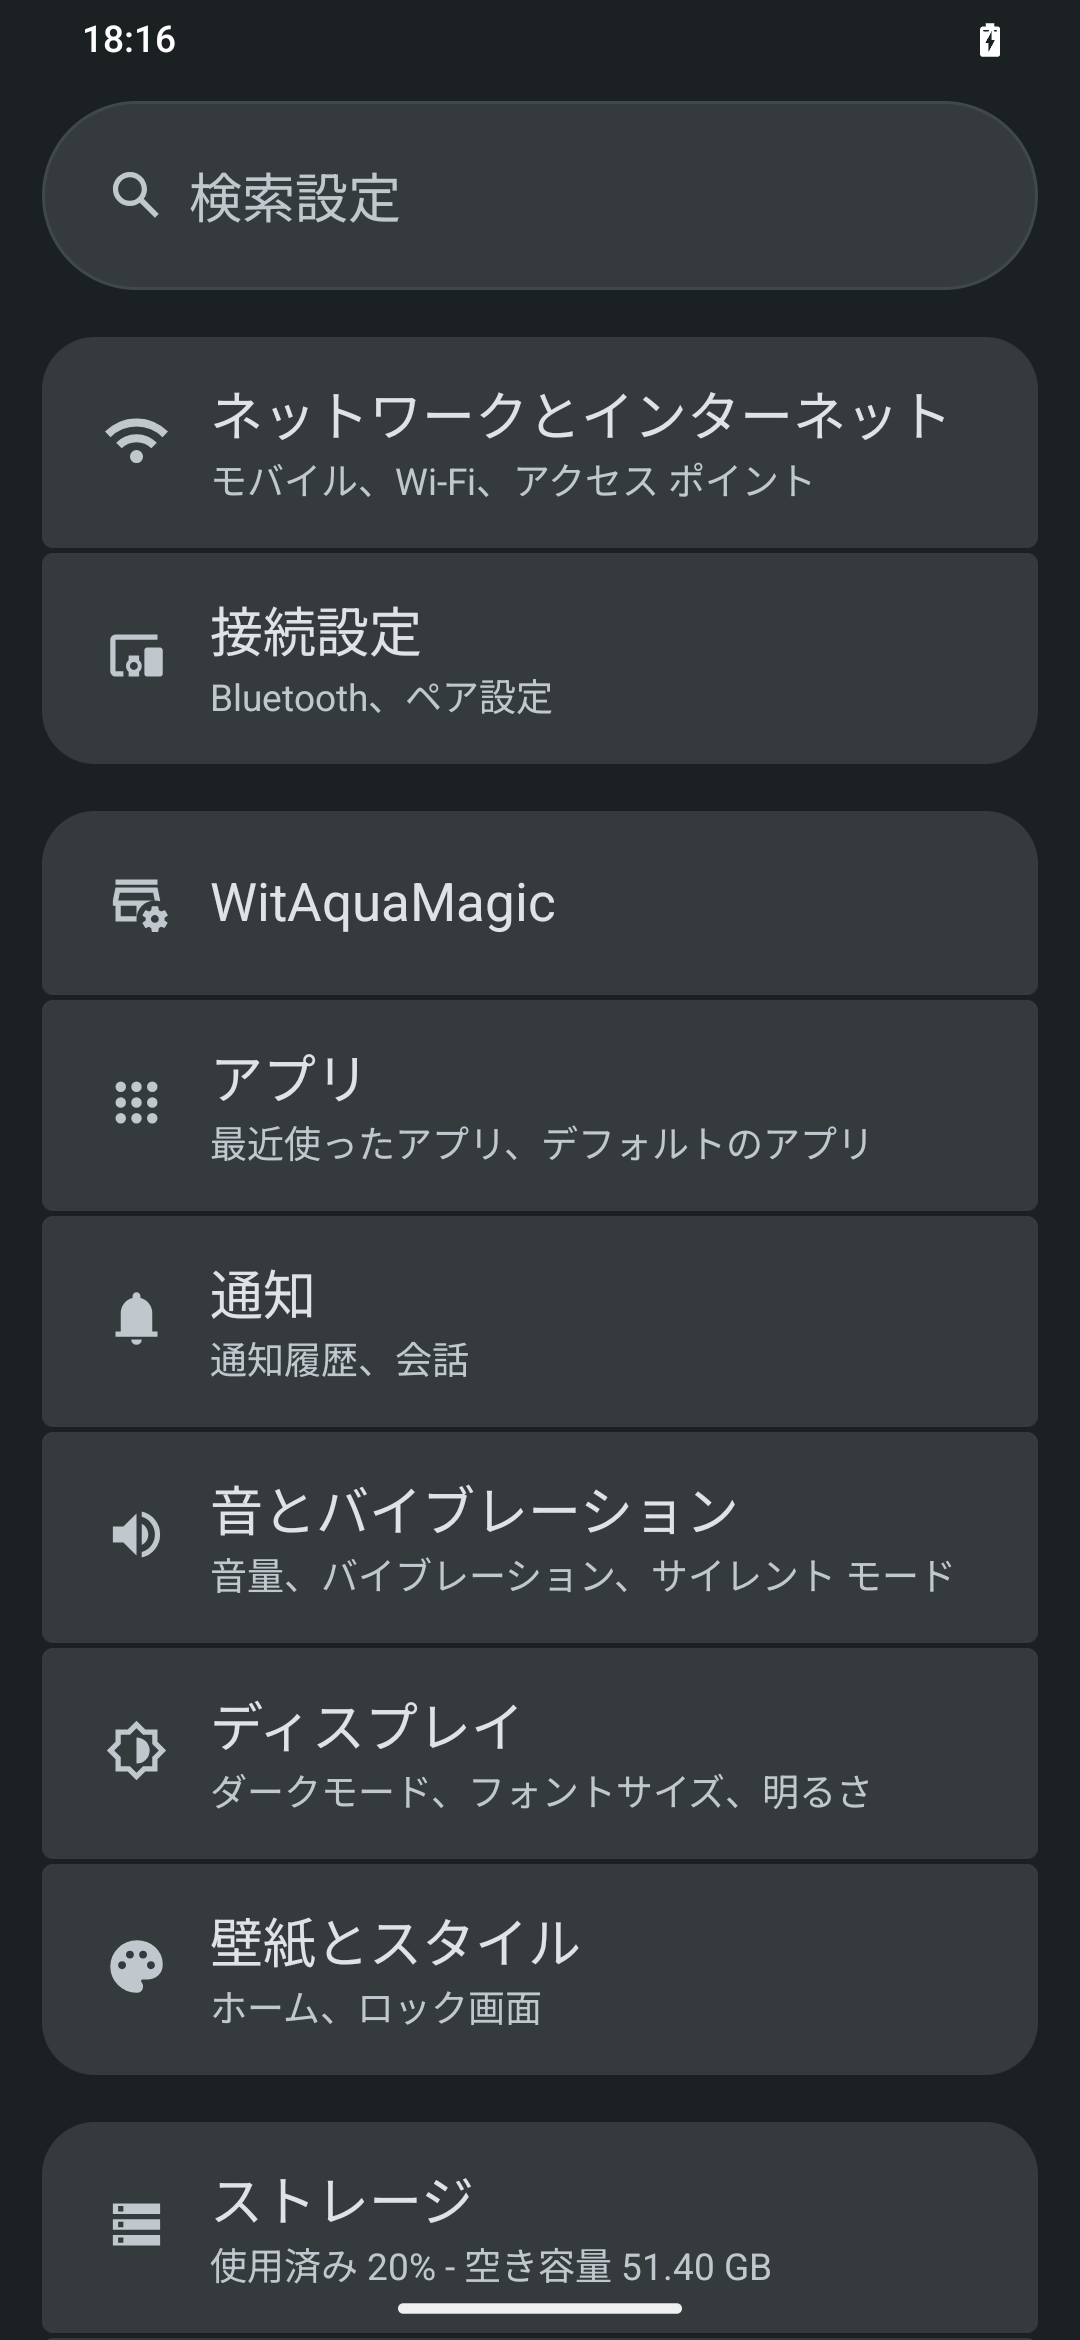 18:16
検索設定
ネットワークとインターネット
モバイル、Wi-Fi、アクセス ポイント
接続設定
Bluetooth、ペア設定
WitAquaMagic
アプリ
最近使ったアプリ、デフォルトのアプリ
通知
通知履歴、会話
音とバイブレーション
音量、バイブレーション、サイレント モード
ディスプレイ
ダークモード、フォントサイズ、明るさ
壁紙とスタイル
ホーム、ロック画面
ストレージ
使用済み 20% - 空き容量 51.40 GB